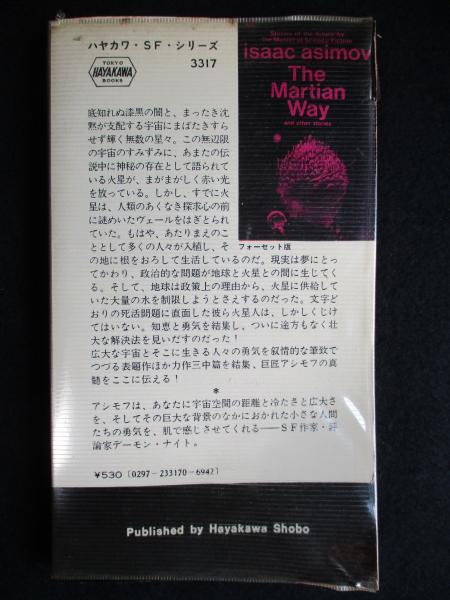 ハヤカワ・SF・シリーズ
TOKYO
HAYAKAWA
BOOKS
3317
Stories of the future by
the Master of Science Fiction
isaac asimov
The
Martian
Way
and other stories
フォーセット版
底知れぬ漆黒の闇と、まったき沈
黙が支配する宇宙にまばたきすら
せず輝く無数の星々。この無辺限
の宇宙のすみずみに、あまたの伝
説中に神秘の存在として語られて
いる火星が、まがまがしく赤い光
を放っている。しかし、すでに火
星は、人類のあくなき探求心の前
に謎めいたヴェールをはぎとられ
ていた。もはや、あたりまえのこ
ととして多くの人々が入植し、そ
の地に根をおろして生活しているのだ。現実は夢にとっ
てかわり、政治的な問題が地球と火星との間に生じてく
る。そして、地球は政策上の理由から、火星に供給して
いた大量の水を制限しようとさえするのだった。文字ど
おりの死活問題に直面した彼ら火星人は、しかしくじけ
てはいない。知恵と勇気を結集し、ついに途方もなく壮
大な解決法を見いだすのだった！
広大な宇宙とそこに生きる人々の勇気を叙情的な筆致で
つづる表題作ほか力作三中篇を結集、巨匠アシモフの真
髄をここに伝える！
*
アシモフは、あなたに宇宙空間の距離と冷たさと広大さ
を、そしてその巨大な背景のなかにおかれた小さな人間
たちの勇気を、肌で感じさせてくれる——SF作家・評
論家デーモン・ナイト。
￥530 [0297-233170-6942]
Published by Hayakawa Shobo